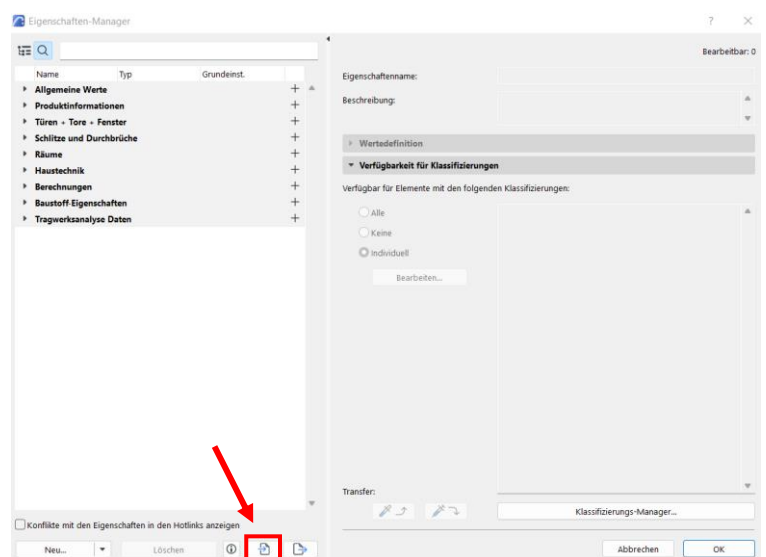 Eigenschaften-Manager
?
Bearbeitbar: 0
Name Typ Grundeinst.
Allgemeine Werte
Produktinformationen
Türen + Tore + Fenster
Schlitze und Durchbrüche
Räume
Haustechnik
Berechnungen
Baustoff-Eigenschaften
Tragwerksanalyse Daten
Konflikte mit den Eigenschaften in den Hotlinks anzeigen
Neu... Löschen
Eigenschaftenname:
Beschreibung:
Wertedefinition
Verfügbarkeit für Klassifizierungen
Verfügbar für Elemente mit den folgenden Klassifizierungen:
Alle
Keine
Individuell
Bearbeiten...
Transfer:
Klassifizierungs-Manager...
Abbrechen OK